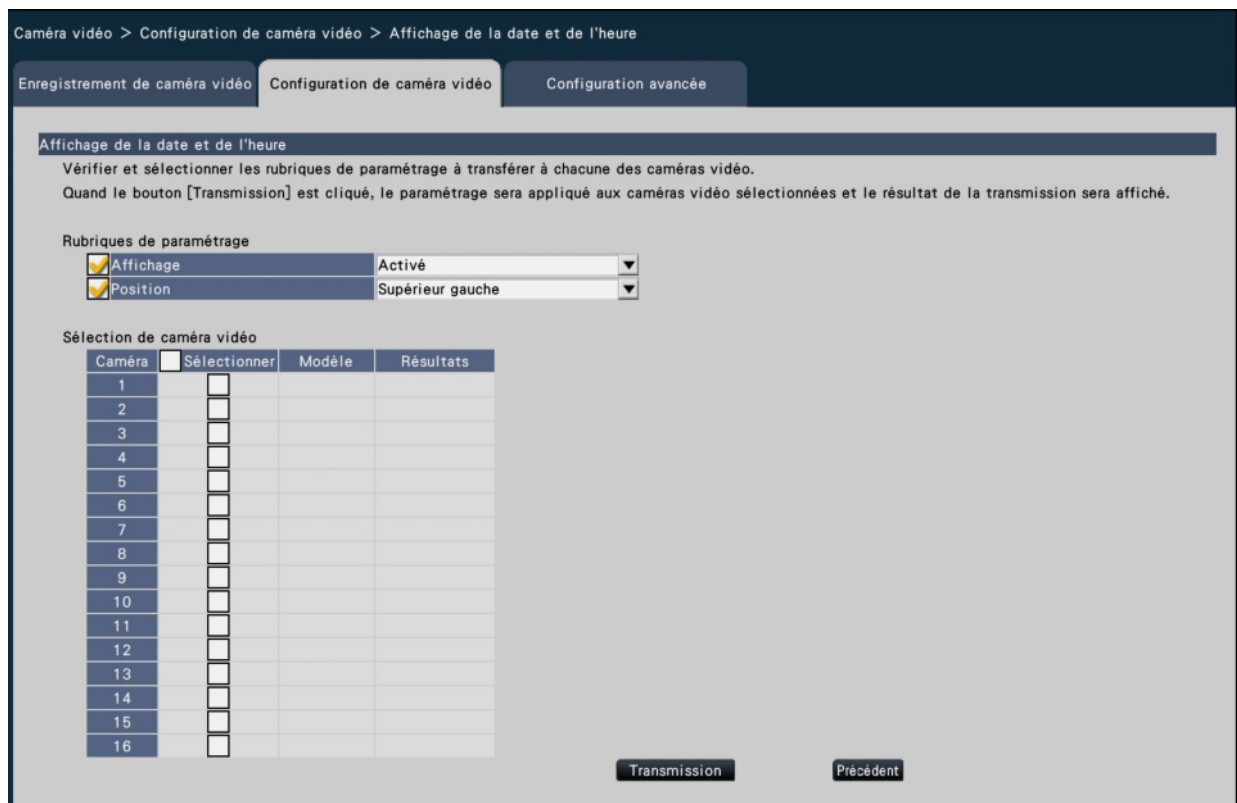 Caméra vidéo > Configuration de caméra vidéo > Affichage de la date et de l'heure
Enregistrement de caméra vidéo Configuration de caméra vidéo Configuration avancée
Affichage de la date et de l'heure
Vérifier et sélectionner les rubriques de paramétrage à transférer à chacune des caméras vidéo.
Quand le bouton [Transmission] est cliqué, le paramétrage sera appliqué aux caméras vidéo sélectionnées et le résultat de la transmission sera affiché.
Rubriques de paramétrage
Affichage Activé
Position Supérieur gauche
Sélection de caméra vidéo
Caméra Sélectionner Modèle Résultats
1
2
3
4
5
6
7
8
9
10
11
12
13
14
15
16
Transmission Précédent